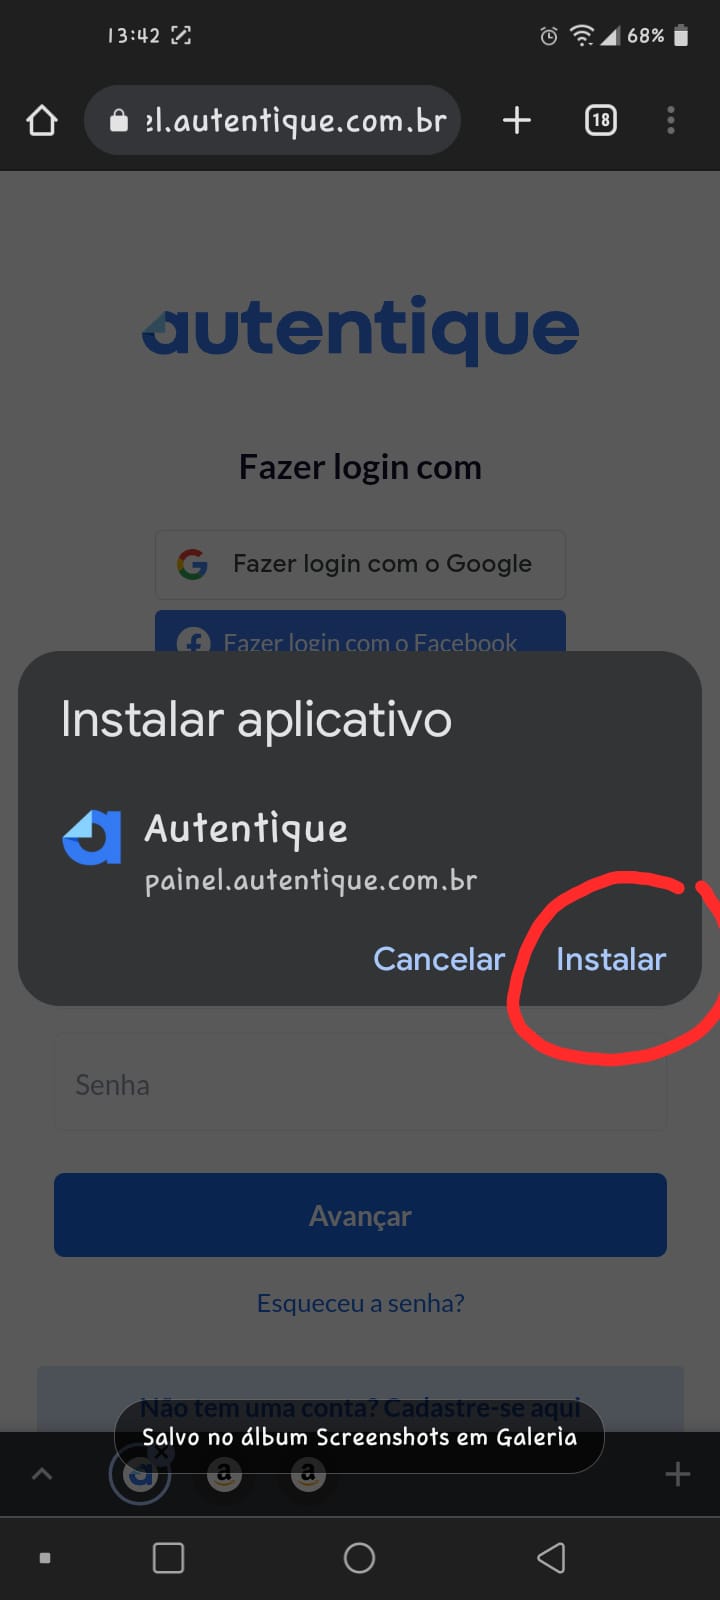 13:42
68%
el.autentique.com.br
18
autentique
Fazer login com
Fazer login com o Google
Fazer login com o Facebook
Instalar aplicativo
Autentique
painel.autentique.com.br
Cancelar Instalar
Senha
Avançar
Esqueceu a senha?
Não tem uma conta? Cadastre-se aqui
Salvo no álbum Screenshots em Galeria